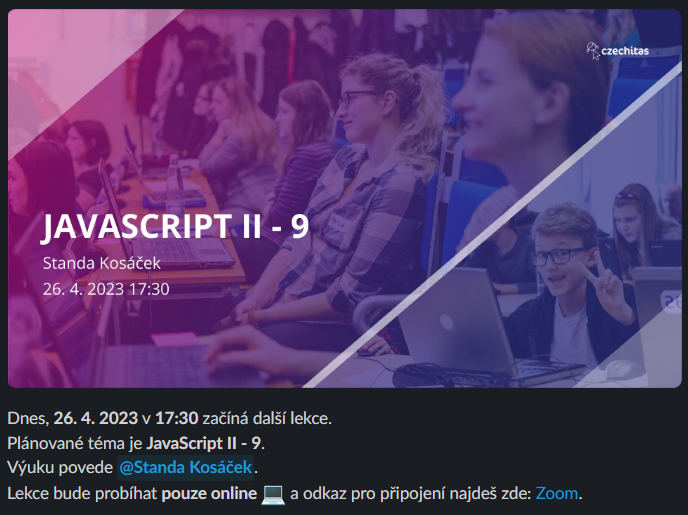 czechitas
JAVASCRIPT II - 9
Standa Kosáček
26. 4. 2023 17:30
Dnes, 26. 4. 2023 v 17:30 začíná další lekce.
Plánované téma je JavaScript II - 9.
Výuku povede @Standa Kosáček.
Lekce bude probíhat pouze online 💻 a odkaz pro připojení najdeš zde: Zoom.